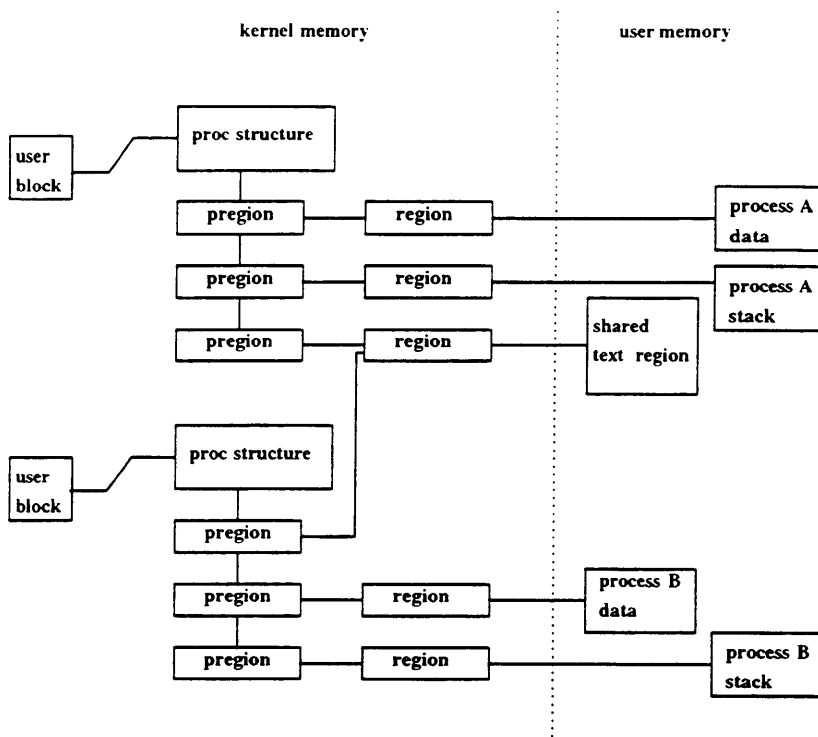 kernel memory
user memory
proc structure
user
block
pregion
region
process A
data
pregion
region
process A
stack
pregion
region
shared
text region
proc structure
user
block
pregion
pregion
region
process B
data
pregion
region
process B
stack